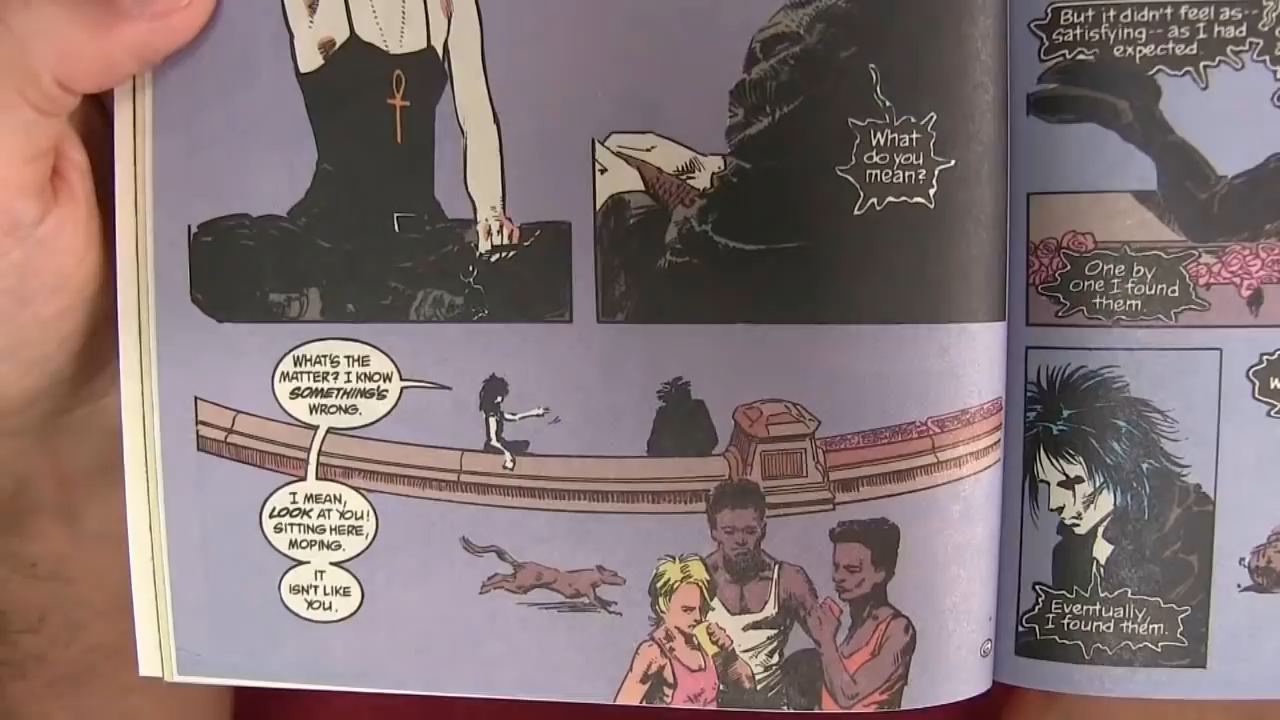 What
do you
mean?
WHAT'S THE
MATTER? I KNOW
SOMETHING'S
WRONG.
I MEAN,
LOOK AT YOU!
SITTING HERE,
MOPING.
IT
ISN'T LIKE
YOU.
But it didn't feel as--
satisfying-- as I had
expected.
One by
one I found
them.
Eventually,
I found them.